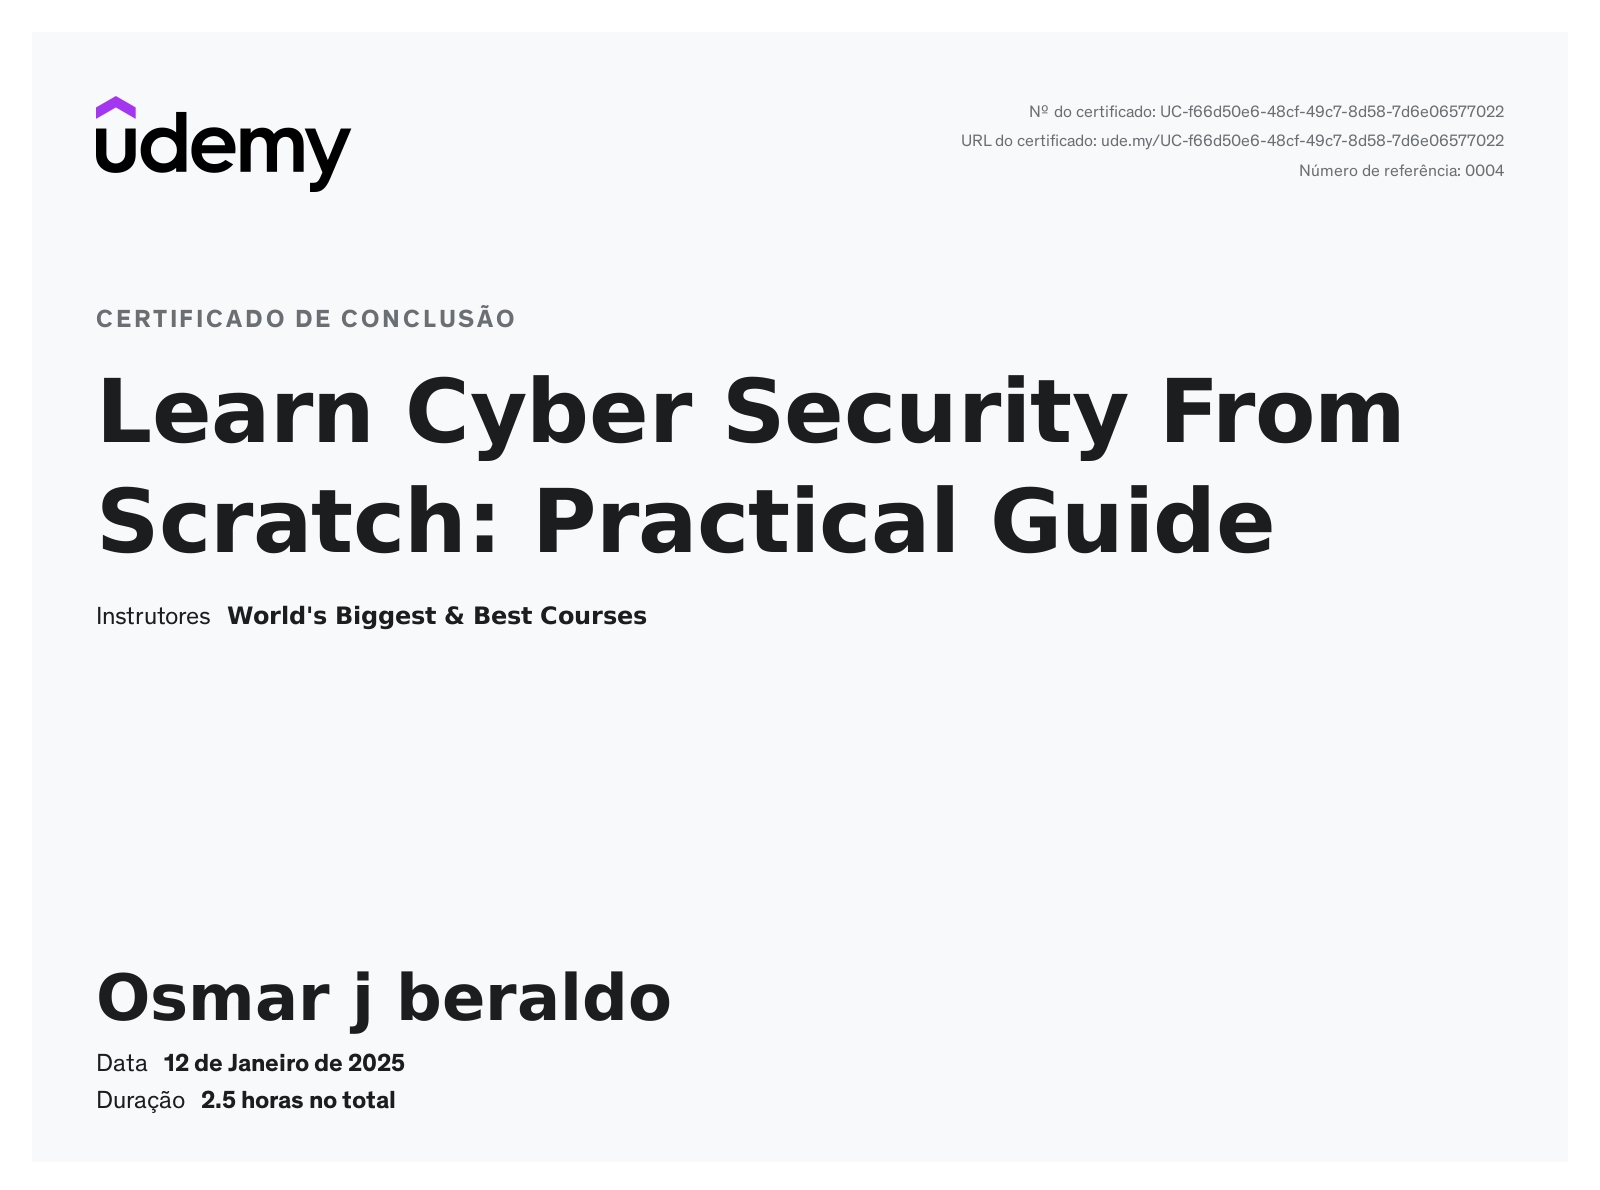 udemy
Nº do certificado: UC-f66d50e6-48cf-49c7-8d58-7d6e06577022
URL do certificado: ude.my/UC-f66d50e6-48cf-49c7-8d58-7d6e06577022
Número de referência: 0004
CERTIFICADO DE CONCLUSÃO
Learn Cyber Security From
Scratch: Practical Guide
Instrutores World's Biggest & Best Courses
Osmar j beraldo
Data 12 de Janeiro de 2025
Duração 2.5 horas no total